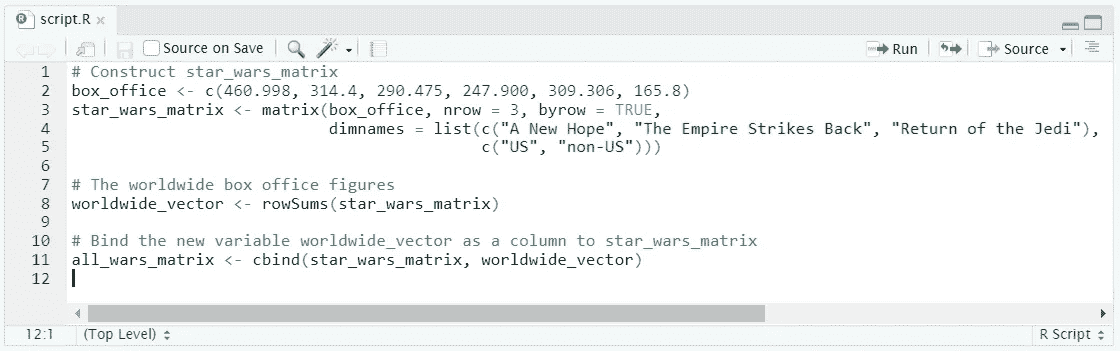 script.R
Source on Save
Run
Source
1 # Construct star_wars_matrix
2 box_office <- c(460.998, 314.4, 290.475, 247.900, 309.306, 165.8)
3 star_wars_matrix <- matrix(box_office, nrow = 3, byrow = TRUE,
4 dimnames = list(c("A New Hope", "The Empire Strikes Back", "Return of the Jedi"),
5 c("US", "non-US")))
6
7 # The worldwide box office figures
8 worldwide_vector <- rowSums(star_wars_matrix)
9
10 # Bind the new variable worldwide_vector as a column to star_wars_matrix
11 all_wars_matrix <- cbind(star_wars_matrix, worldwide_vector)
12
12:1 (Top Level) R Script